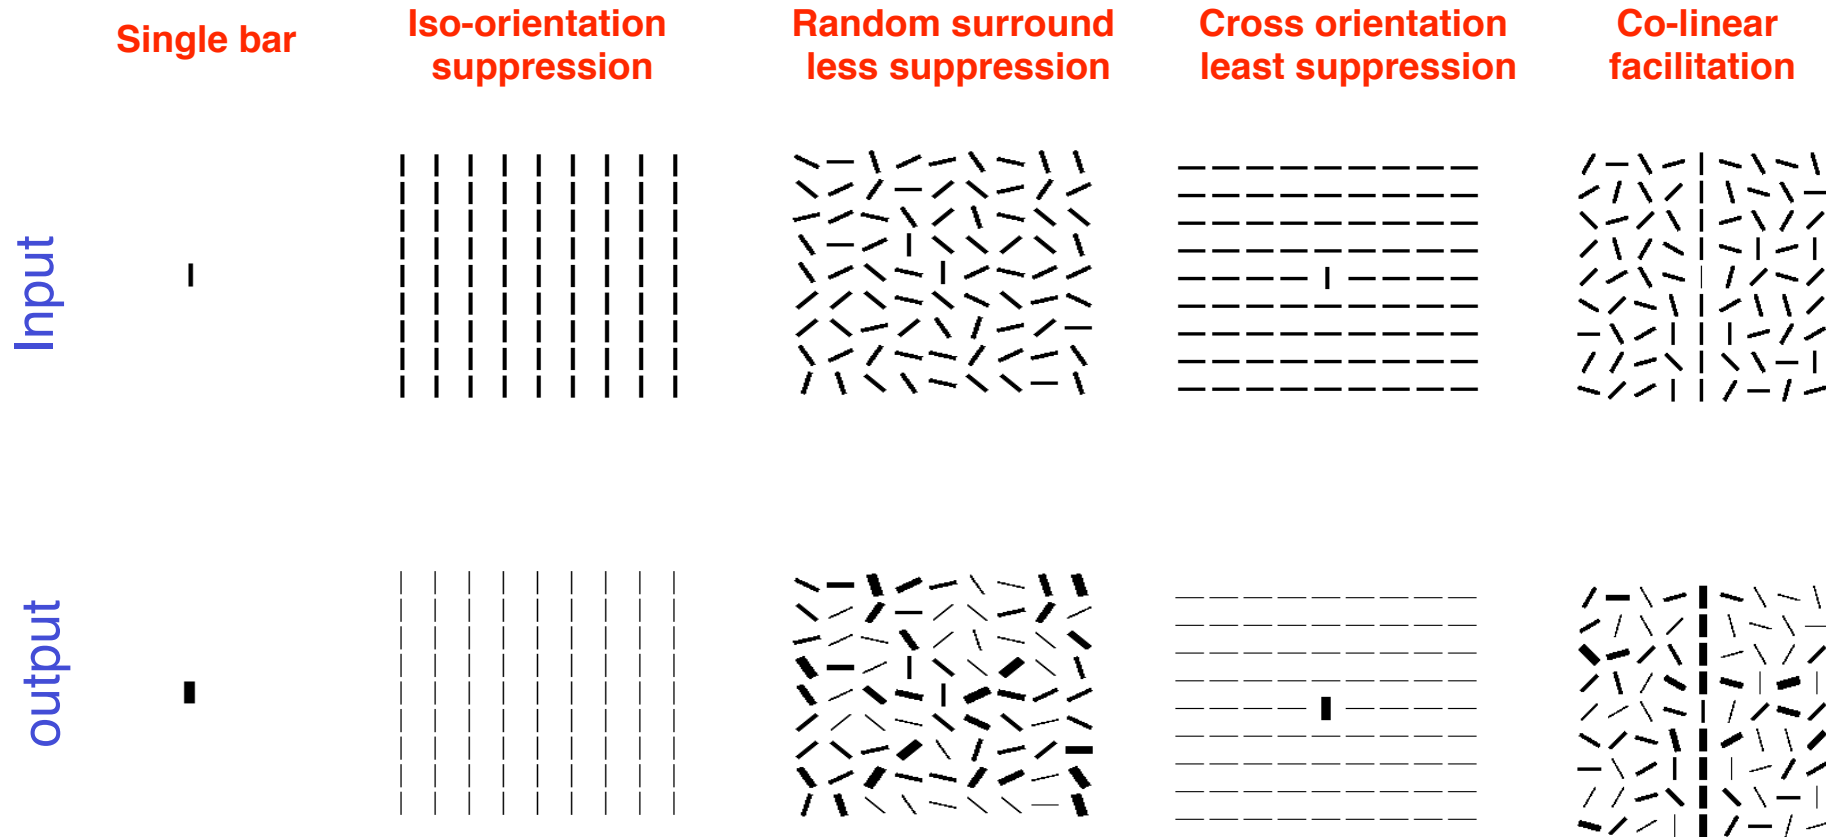 Single bar
Iso-orientation
suppression
Random surround
less suppression
Cross orientation
least suppression
Co-linear
facilitation
Input
output